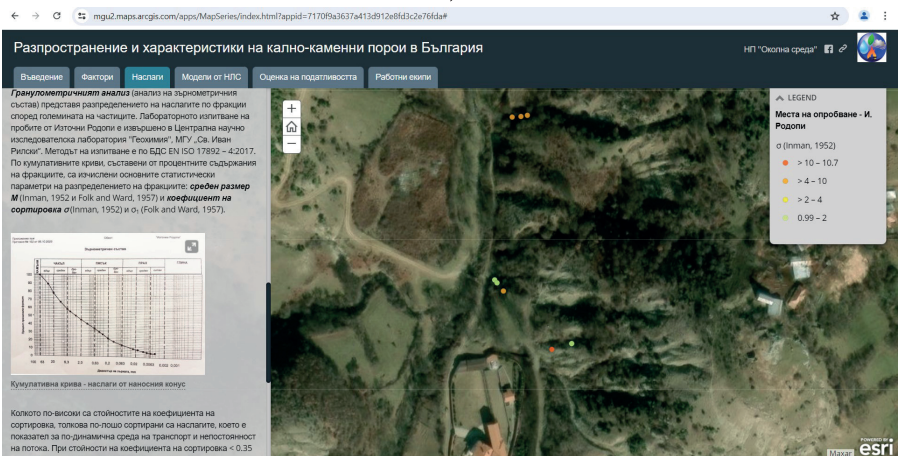 mgu2.maps.arcgis.com/apps/MapSeries/index.html?appid=7170f9a3637a413d912e8fd3c2e76fda#
Разпространение и характеристики на кално-каменни порои в България
НП "Околна среда"
Въведение
Фактори
Наслаги
Модели от НЛС
Оценка на податливостта
Работни екипи
Гранулометричният анализ (анализ на зърнометричния
състав) представя разпределението на наслагите по фракции
според големината на частиците. Лабораторното изпитване на
пробите от Източни Родопи е извършено в Централна научно
изследователска лаборатория "Геохимия", МГУ „Св. Иван
Рилски". Методът на изпитване е по БДС EN ISO 17892 – 4:2017.
По кумулативните криви, съставени от процентните съдържания
на фракциите, са изчислени основните статистически
параметри на разпределението на фракциите: среден размер
M (Inman, 1952 и Folk and Ward, 1957) и коефициент на
сортировка σ(Inman, 1952) и σ₁ (Folk and Ward, 1957).
Кумулативна крива - наслаги от наносния конус
Колкото по-високи са стойностите на коефициента на
сортировка, толкова по-лошо сортирани са наслагите, което е
показател за по-динамична среда на транспорт и непостоянност
на потока. При стойности на коефициента на сортировка < 0.35
+
−
LEGEND
Места на опробване - И.
Родопи
σ (Inman, 1952)
> 10 – 10.7
> 4 – 10
> 2 – 4
0.99 – 2
Maxar
POWERED BY
esri